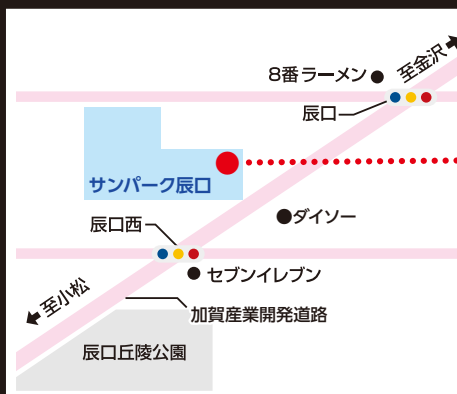 至金沢
8番ラーメン
辰口
サンパーク辰口
ダイソー
辰口西
セブンイレブン
至小松
加賀産業開発道路
辰口丘陵公園